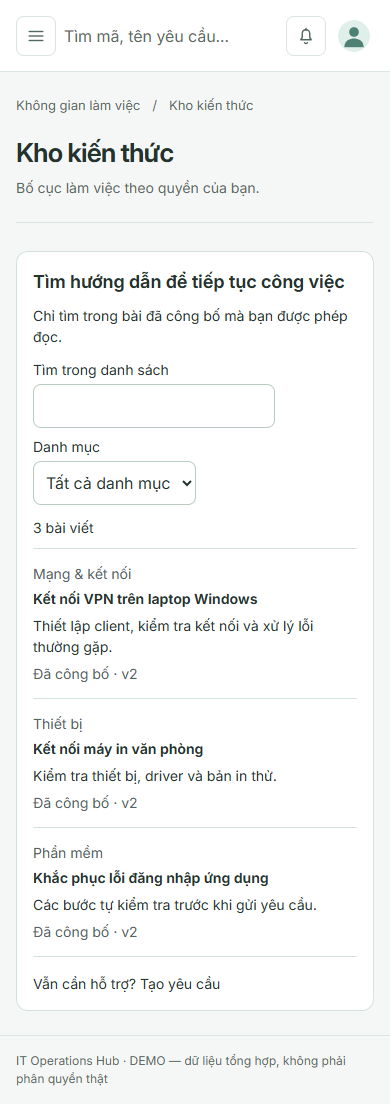 Tìm mã, tên yêu cầu...
Không gian làm việc / Kho kiến thức
Kho kiến thức
Bố cục làm việc theo quyền của bạn.
Tìm hướng dẫn để tiếp tục công việc
Chỉ tìm trong bài đã công bố mà bạn được phép
đọc.
Tìm trong danh sách
Danh mục
Tất cả danh mục
3 bài viết
Mạng & kết nối
Kết nối VPN trên laptop Windows
Thiết lập client, kiểm tra kết nối và xử lý lỗi
thường gặp.
Đã công bố · v2
Thiết bị
Kết nối máy in văn phòng
Kiểm tra thiết bị, driver và bản in thử.
Đã công bố · v2
Phần mềm
Khắc phục lỗi đăng nhập ứng dụng
Các bước tự kiểm tra trước khi gửi yêu cầu.
Đã công bố · v2
Vẫn cần hỗ trợ? Tạo yêu cầu
IT Operations Hub · DEMO — dữ liệu tổng hợp, không phải
phân quyền thật